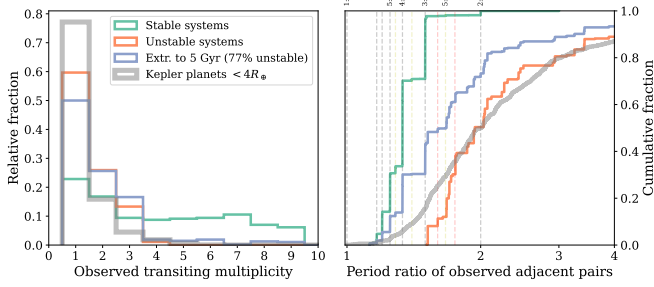 Stable systems
Unstable systems
Extr. to 5 Gyr (77% unstable)
Kepler planets < 4R⊕
0.8
0.7
0.6
0.5
0.4
0.3
0.2
0.1
0.0
Relative fraction
0 1 2 3 4 5 6 7 8 9 10
Observed transiting multiplicity
1.0
0.8
0.6
0.4
0.2
0.0
Cumulative fraction
1 2 3 4
Period ratio of observed adjacent pairs